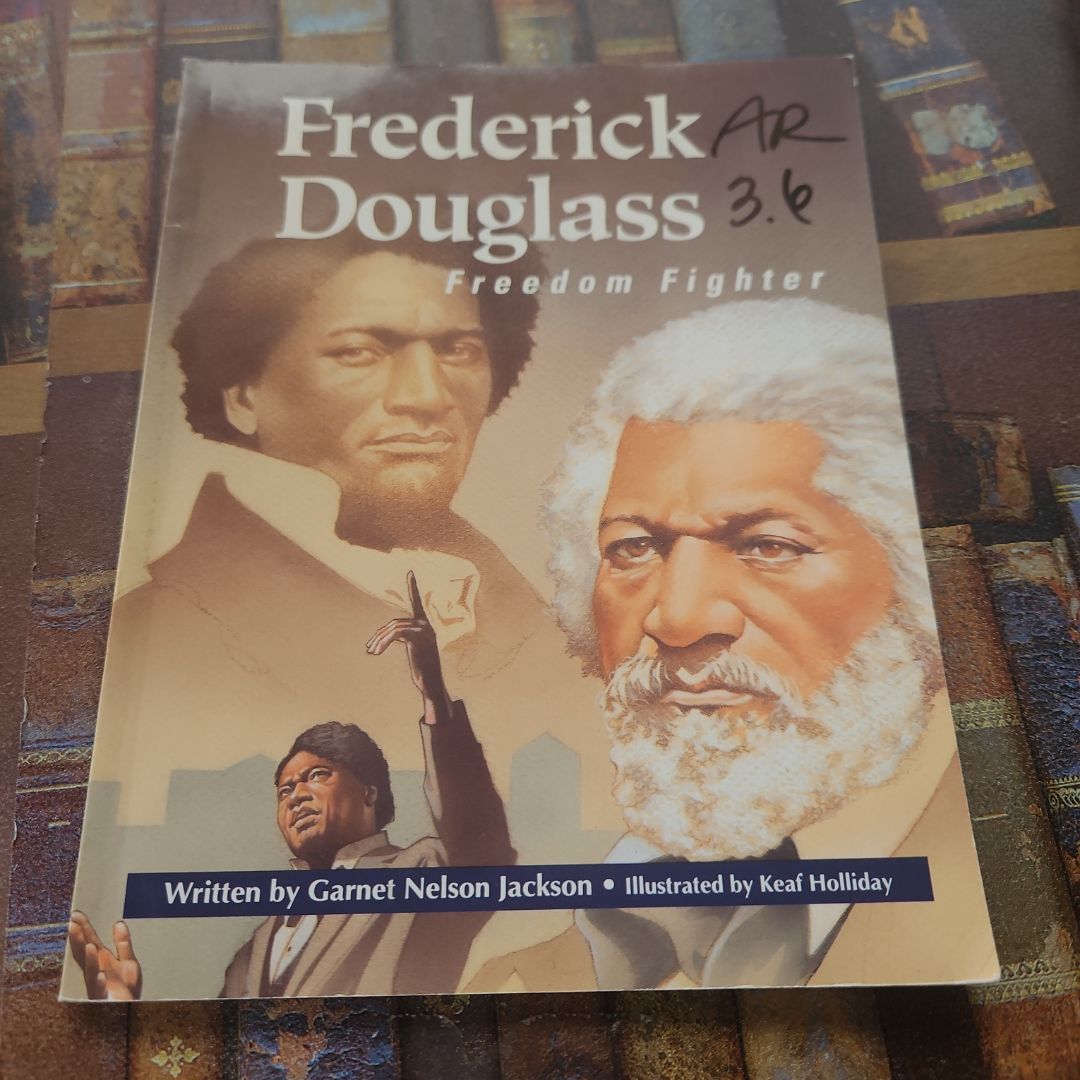 Frederick AR
Douglass 3.6
Freedom Fighter
Written by Garnet Nelson Jackson • Illustrated by Keaf Holliday